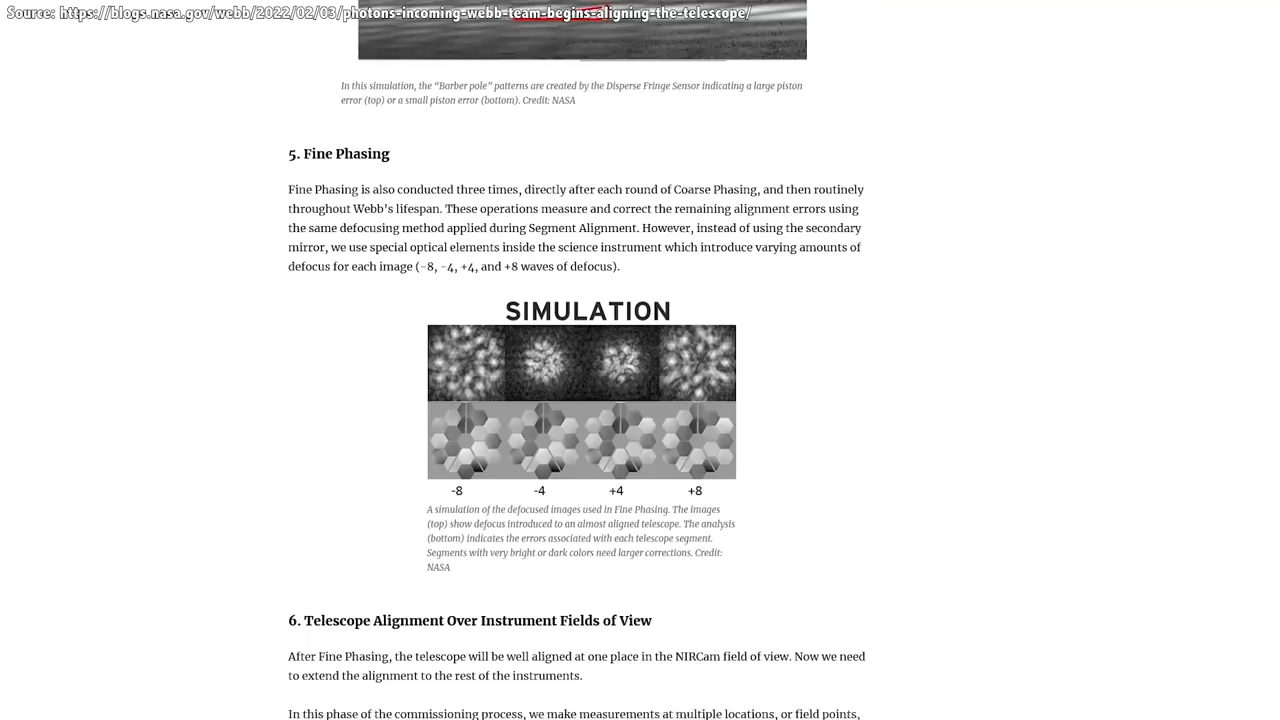 Source: https://blogs.nasa.gov/webb/2022/02/03/photons-incoming-webb-team-begins-aligning-the-telescope/
In this simulation, the “Barber pole” patterns are created by the Disperse Fringe Sensor indicating a large piston
error (top) or a small piston error (bottom). Credit: NASA
5. Fine Phasing
Fine Phasing is also conducted three times, directly after each round of Coarse Phasing, and then routinely
throughout Webb’s lifespan. These operations measure and correct the remaining alignment errors using
the same defocusing method applied during Segment Alignment. However, instead of using the secondary
mirror, we use special optical elements inside the science instrument which introduce varying amounts of
defocus for each image (-8, -4, +4, and +8 waves of defocus).
SIMULATION
-8 -4 +4 +8
A simulation of the defocused images used in Fine Phasing. The images
(top) show defocus introduced to an almost aligned telescope. The analysis
(bottom) indicates the errors associated with each telescope segment.
Segments with very bright or dark colors need larger corrections. Credit:
NASA
6. Telescope Alignment Over Instrument Fields of View
After Fine Phasing, the telescope will be well aligned at one place in the NIRCam field of view. Now we need
to extend the alignment to the rest of the instruments.
In this phase of the commissioning process, we make measurements at multiple locations, or field points,